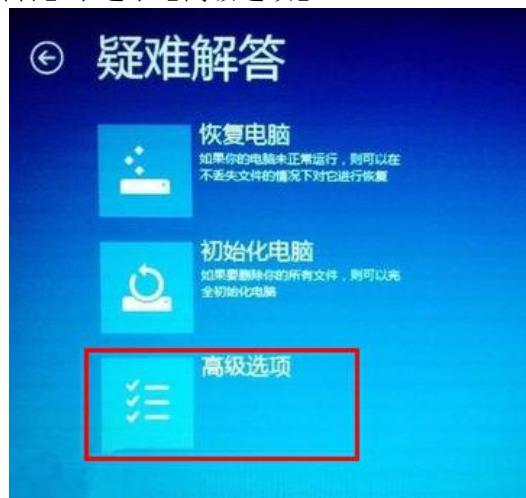 疑难解答
恢复电脑
如果你的电脑未正常运行，则可以在
不丢失文件的情况下对它进行恢复
初始化电脑
如果要删除你的所有文件，则可以完
全初始化电脑
高级选项